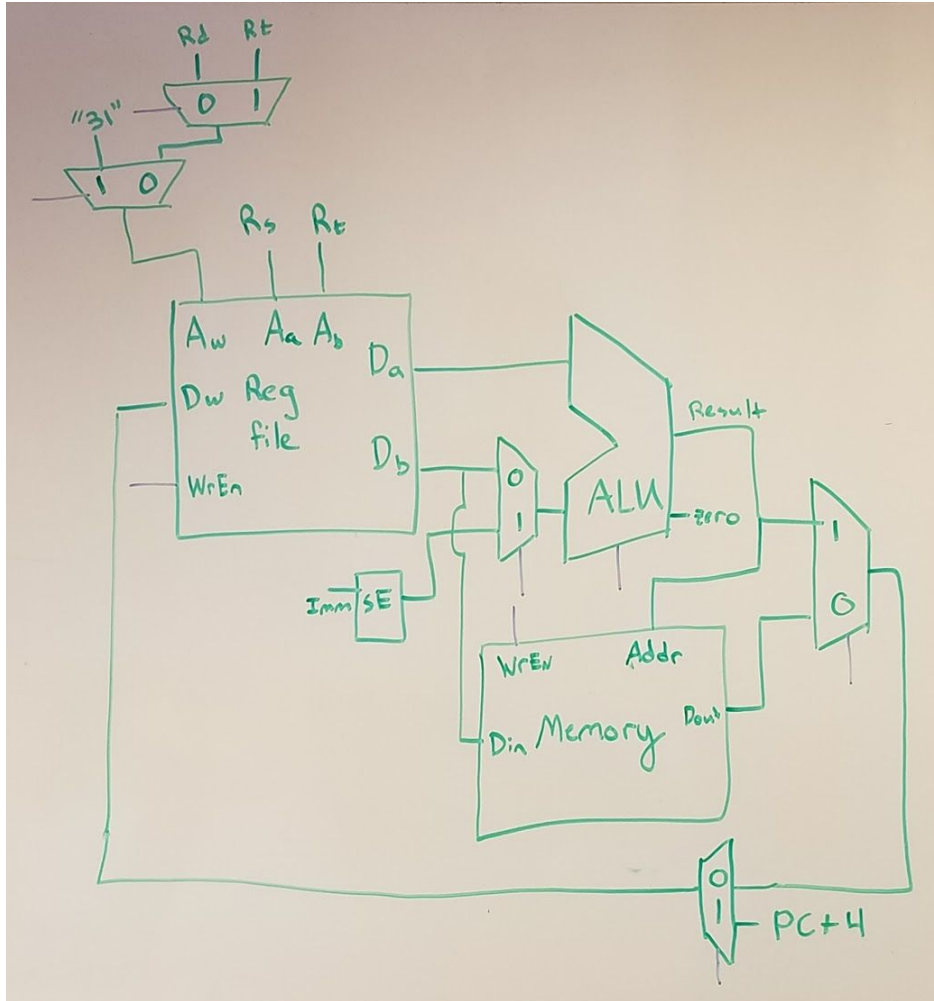 Rd Rt
0 1
"31"
1 0
Rs Rt
Aw Aa Ab
Da
Dw Reg
file
Db
WrEn
0
1
ALU
Result
zero
1
0
Imm SE
WrEn Addr
Din Memory Dout
0
1
PC+4